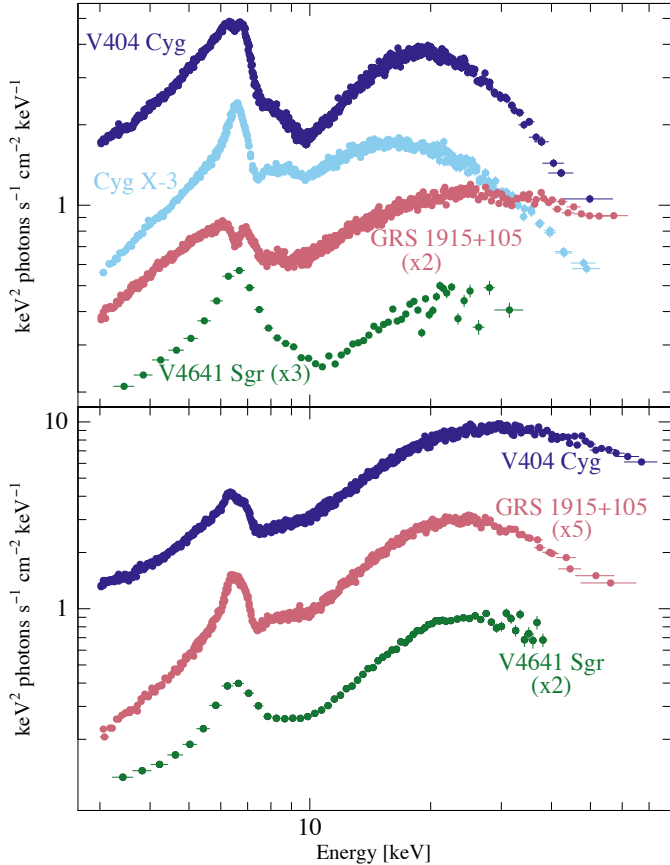 V404 Cyg
Cyg X-3
GRS 1915+105
(x2)
V4641 Sgr (x3)
1
keV² photons s⁻¹ cm⁻² keV⁻¹
10
V404 Cyg
GRS 1915+105
(x5)
V4641 Sgr
(x2)
1
keV² photons s⁻¹ cm⁻² keV⁻¹
10
Energy [keV]